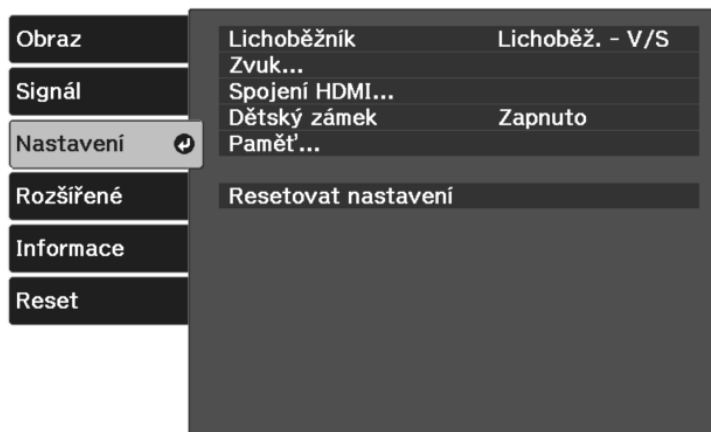 Obraz
Signál
Nastavení
Rozšířené
Informace
Reset
Lichoběžník Lichoběž. - V/S
Zvuk...
Spojení HDMI...
Dětský zámek Zapnuto
Paměť...
Resetovat nastavení